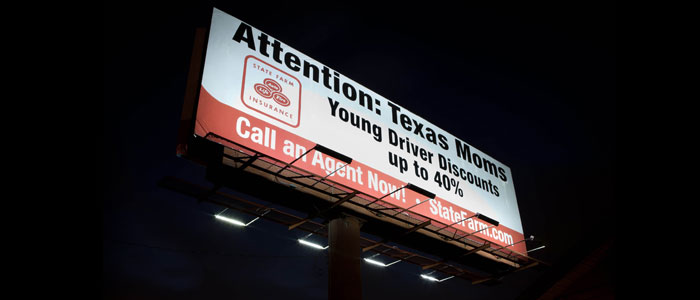 Attention: Texas Moms
STATE FARM
INSURANCE
Young Driver Discounts
up to 40%
Call an Agent Now! • StateFarm.com